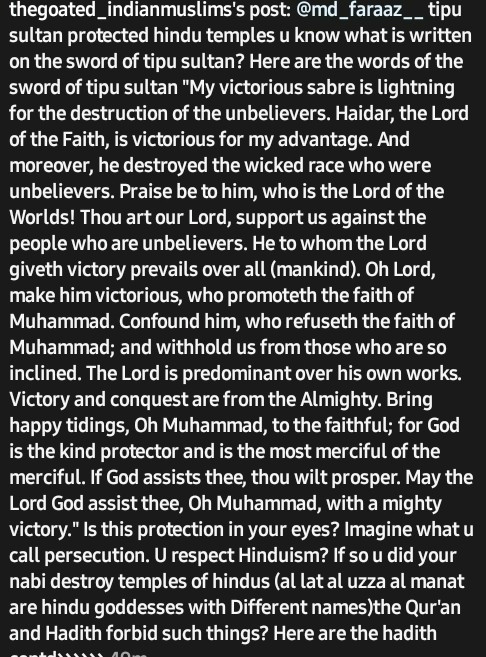 thegoated_indianmuslims's post: @md_faraaz__ tipu
sultan protected hindu temples u know what is written
on the sword of tipu sultan? Here are the words of the
sword of tipu sultan "My victorious sabre is lightning
for the destruction of the unbelievers. Haidar, the Lord
of the Faith, is victorious for my advantage. And
moreover, he destroyed the wicked race who were
unbelievers. Praise be to him, who is the Lord of the
Worlds! Thou art our Lord, support us against the
people who are unbelievers. He to whom the Lord
giveth victory prevails over all (mankind). Oh Lord,
make him victorious, who promoteth the faith of
Muhammad. Confound him, who refuseth the faith of
Muhammad; and withhold us from those who are so
inclined. The Lord is predominant over his own works.
Victory and conquest are from the Almighty. Bring
happy tidings, Oh Muhammad, to the faithful; for God
is the kind protector and is the most merciful of the
merciful. If God assists thee, thou wilt prosper. May the
Lord God assist thee, Oh Muhammad, with a mighty
victory." Is this protection in your eyes? Imagine what u
call persecution. U respect Hinduism? If so u did your
nabi destroy temples of hindus (al lat al uzza al manat
are hindu goddesses with Different names)the Qur'an
and Hadith forbid such things? Here are the hadith